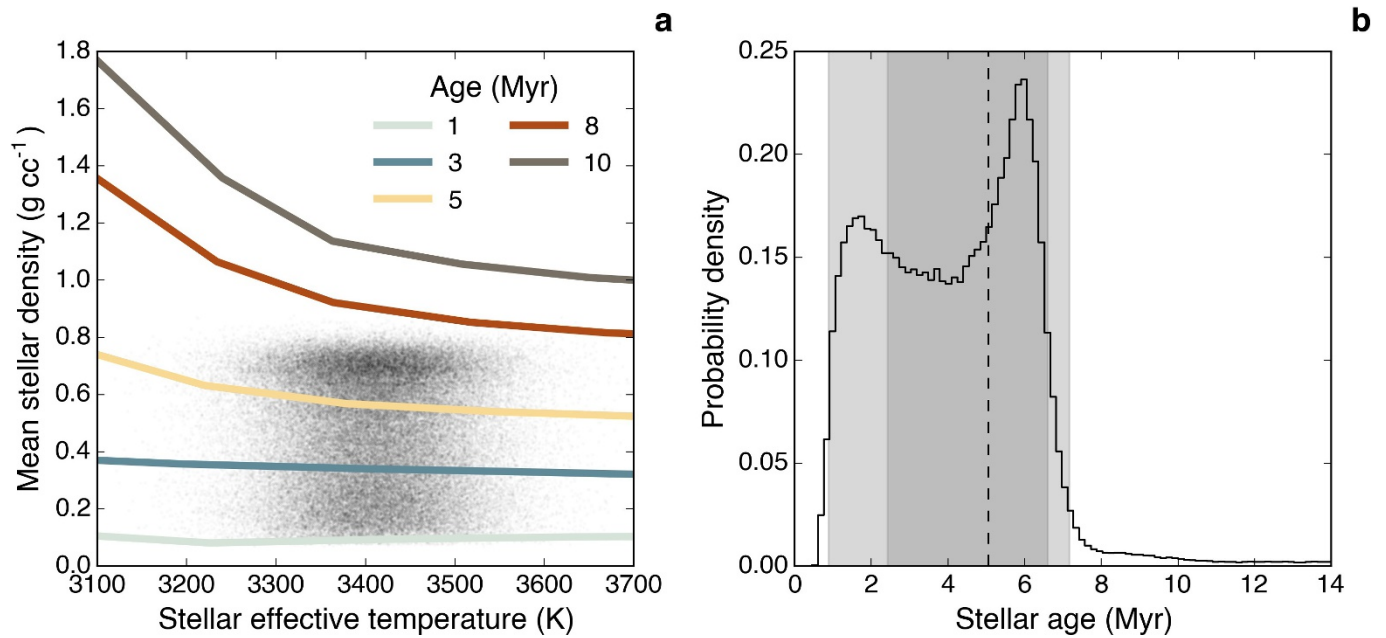 a
Mean stellar density (g cc⁻¹ )
1.8
1.6
1.4
1.2
1.0
0.8
0.6
0.4
0.2
0.0
Age (Myr)
1 8
3 10
5
3100 3200 3300 3400 3500 3600 3700
Stellar effective temperature (K)
b
Probability density
0.25
0.20
0.15
0.10
0.05
0.00
0 2 4 6 8 10 12 14
Stellar age (Myr)